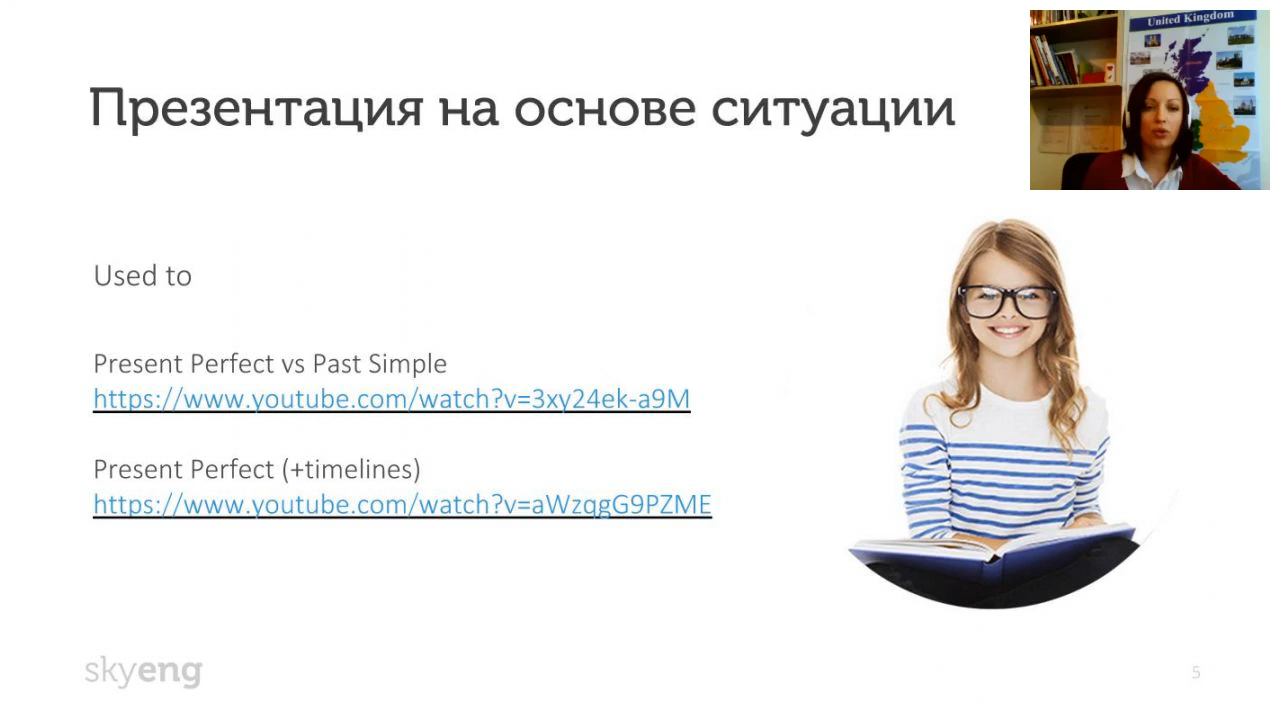 Презентация на основе ситуации
United Kingdom
Used to
Present Perfect vs Past Simple
https://www.youtube.com/watch?v=3xy24ek-a9M
Present Perfect (+timelines)
https://www.youtube.com/watch?v=aWzqgG9PZME
skyeng
5